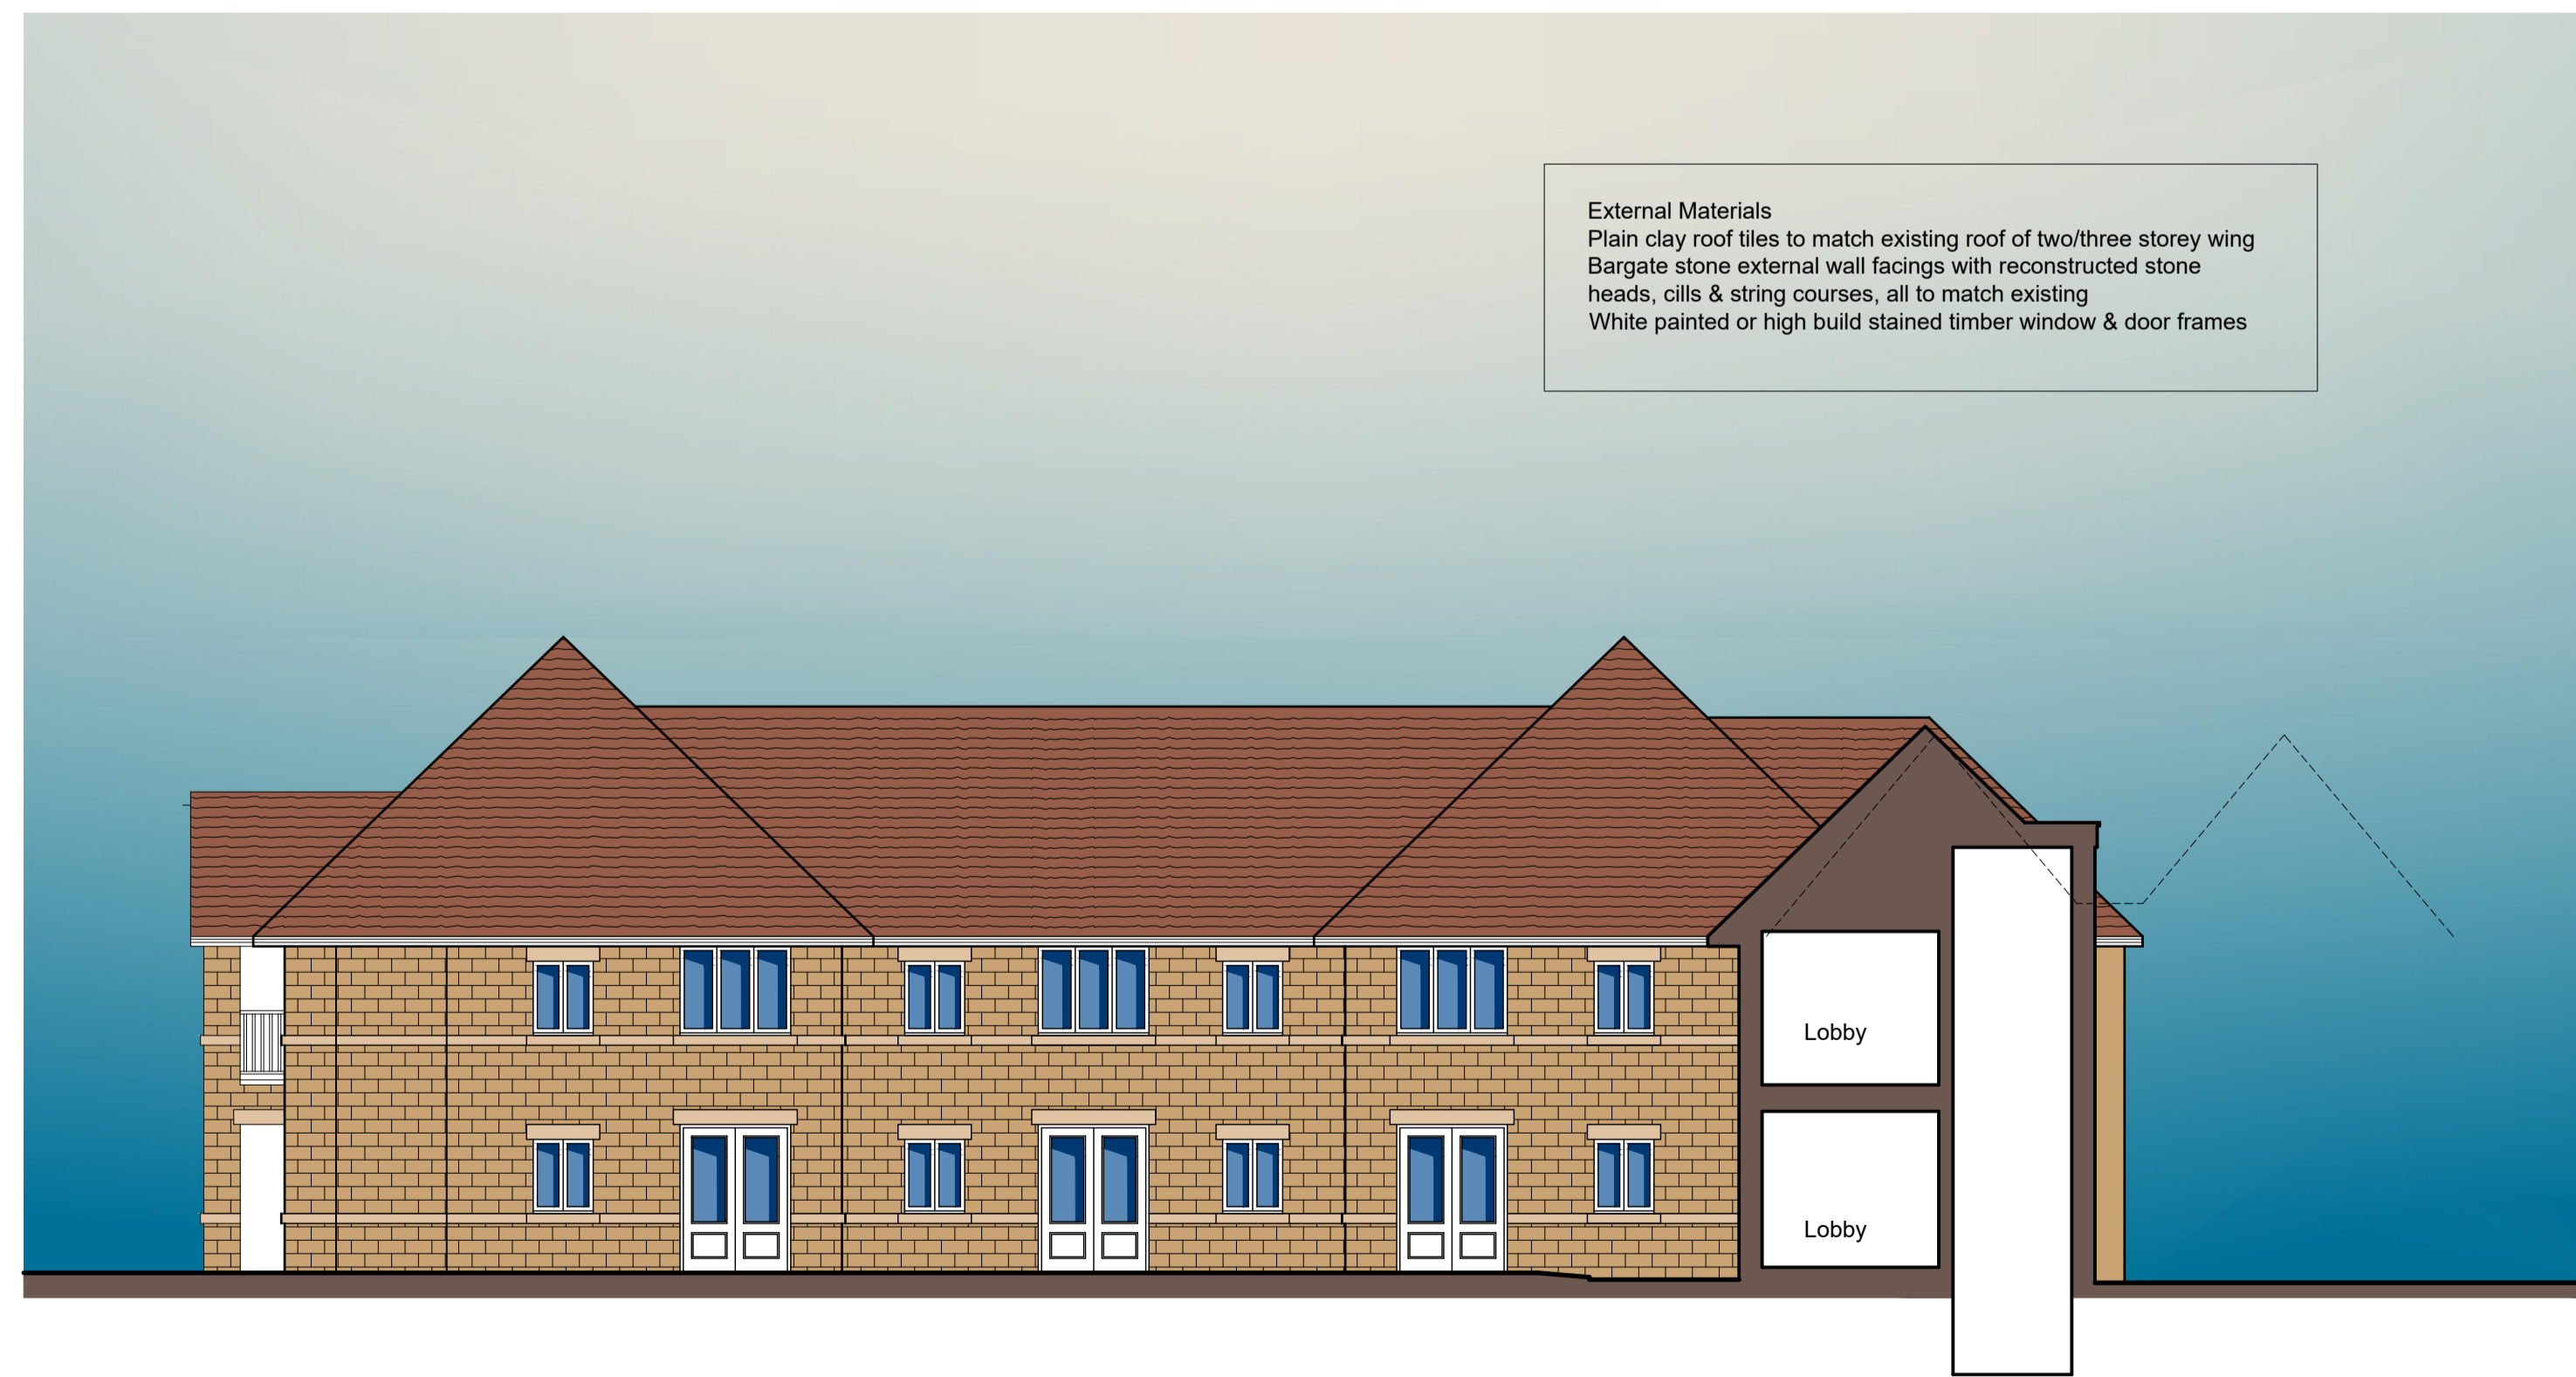 External Materials
Plain clay roof tiles to match existing roof of two/three storey wing
Bargate stone external wall facings with reconstructed stone
heads, cills & string courses, all to match existing
White painted or high build stained timber window & door frames
Lobby
Lobby